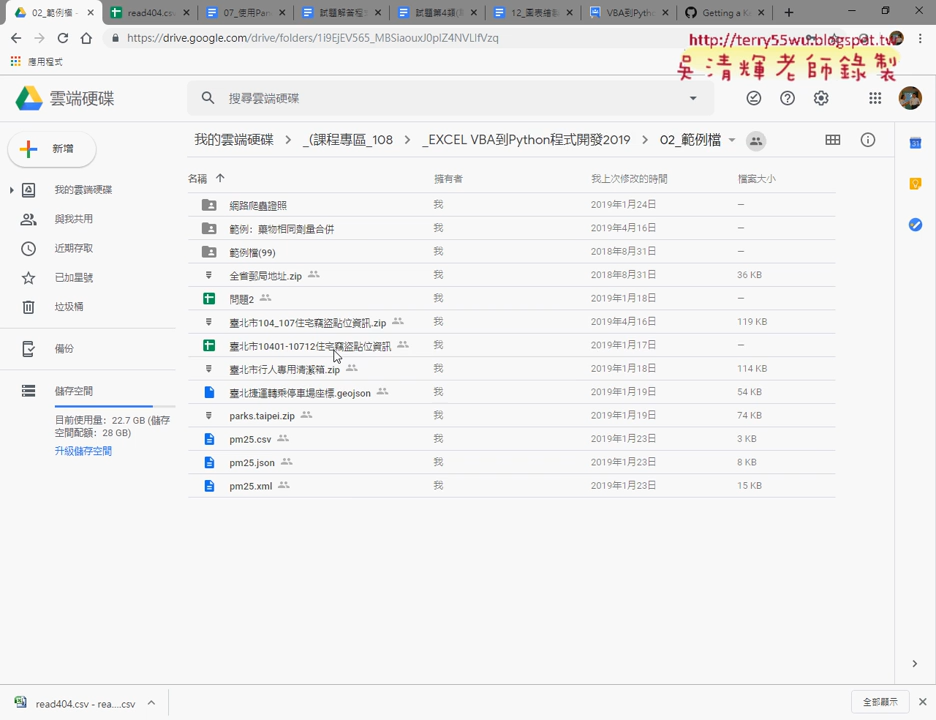 02_範例檔 -
read404.csv
07_使用Pan
試題解答程
試題第4類(
12_圖表繪
VBA到Pyth
Getting a K
https://drive.google.com/drive/folders/1I9EjEV565_MBSiaouxJ0pIZ4NVLIfVzq
http://terry55wu.blogspot.tw
應用程式
吳清輝老師錄製
雲端硬碟
搜尋雲端硬碟
新增
我的雲端硬碟
_(課程專區_108
_EXCEL VBA到Python程式開發2019
02_範例檔
名稱
擁有者
我上次修改的時間
檔案大小
我的雲端硬碟
與我共用
近期存取
已加星號
垃圾桶
備份
儲存空間
目前使用量：22.7 GB (儲存
空間配額：28 GB)
升級儲存空間
網路爬蟲證照 我 2019年1月24日 –
範例：藥物相同劑量合併 我 2019年4月16日 –
範例檔(99) 我 2018年8月31日 –
全省郵局地址.zip 我 2018年8月31日 36 KB
問題2 我 2019年1月18日 –
臺北市104_107住宅竊盜點位資訊.zip 我 2019年4月16日 119 KB
臺北市10401-10712住宅竊盜點位資訊 我 2019年1月17日 –
臺北市行人專用清潔箱.zip 我 2019年1月18日 114 KB
臺北捷運轉乘停車場座標.geojson 我 2019年1月19日 54 KB
parks.taipei.zip 我 2019年1月19日 74 KB
pm25.csv 我 2019年1月23日 3 KB
pm25.json 我 2019年1月23日 8 KB
pm25.xml 我 2019年1月23日 15 KB
read404.csv - rea....csv
全部顯示